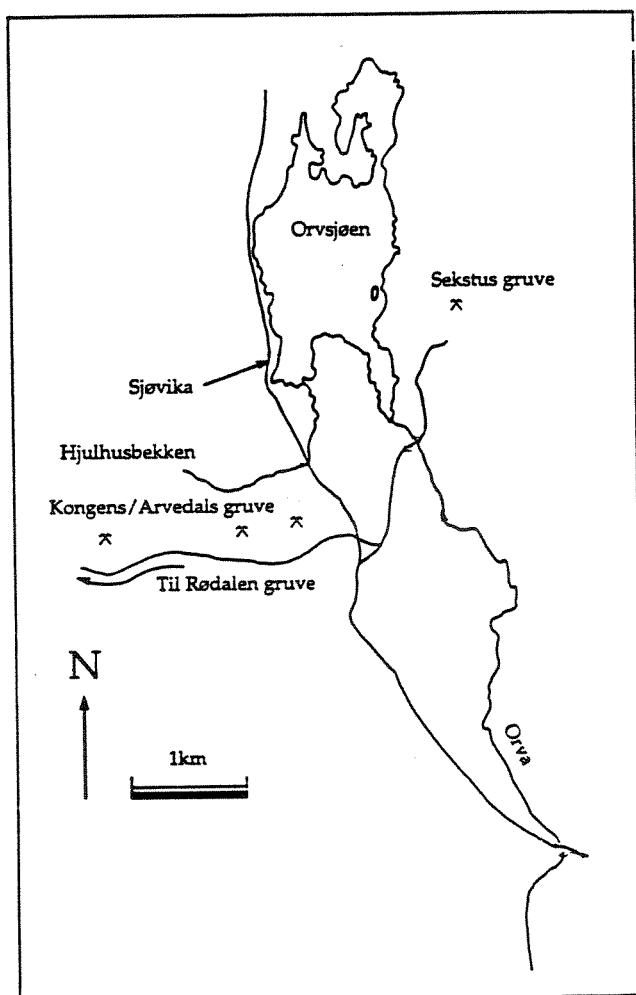 Orvsjøen
Sekstus gruve
Sjøvika
Hjulhusbekken
Kongens/Arvedals gruve
Til Rødalen gruve
N
1km
Orva